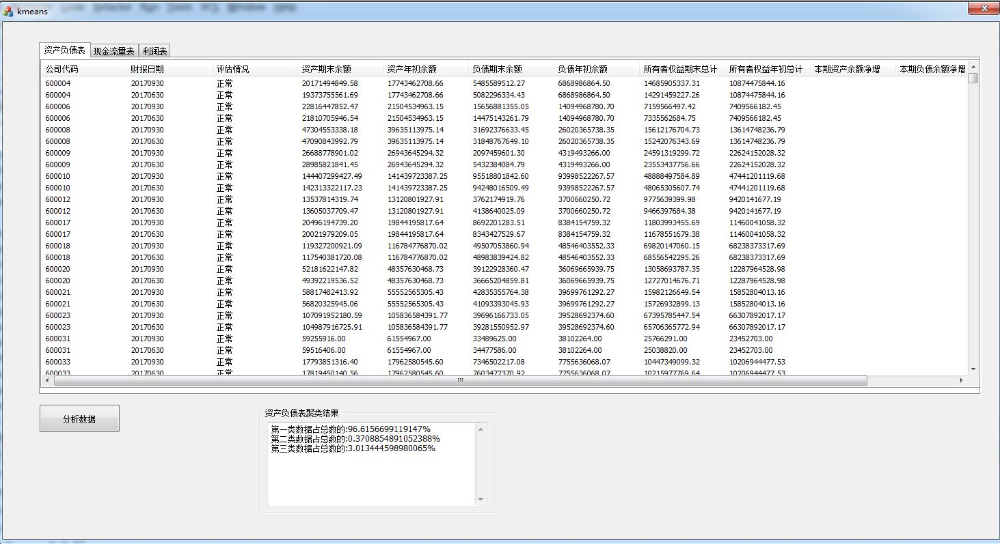 kmeans
资产负债表 现金流量表 利润表
公司代码 财报日期 评估情况 资产期末余额 资产年初余额 负债期末余额 负债年初余额 所有者权益期末总计 所有者权益年初总计 本期资产余额净增 本期负债余额净增
600004 20170930 正常 20171494849.58 17743462708.66 5485589512.27 6868986864.50 14685905337.31 10874475844.16
600004 20170630 正常 19373755561.69 17743462708.66 5082296334.43 6868986864.50 14291459227.26 10874475844.16
600006 20170930 正常 22816447852.47 21504534963.15 15656881355.05 14094968780.70 7159566497.42 7409566182.45
600006 20170630 正常 21810705946.54 21504534963.15 14475143261.79 14094968780.70 7335562684.75 7409566182.45
600008 20170930 正常 47304553338.18 39635113975.14 31692376633.45 26020365738.35 15612176704.73 13614748236.79
600008 20170630 正常 47090843992.79 39635113975.14 31848767649.10 26020365738.35 15242076343.69 13614748236.79
600009 20170930 正常 26688778901.02 26943645294.32 2097459601.30 4319493266.00 24591319299.72 22624152028.32
600009 20170630 正常 28985821841.45 26943645294.32 5432384084.79 4319493266.00 23553437756.66 22624152028.32
600010 20170930 正常 144407299427.49 141439723387.25 95518801842.60 93998522267.57 48888497584.89 47441201119.68
600010 20170630 正常 142313322117.23 141439723387.25 94248016509.49 93998522267.57 48065305607.74 47441201119.68
600012 20170930 正常 13537814319.74 13120801927.91 3762174919.76 3700660250.72 9775639399.98 9420141677.19
600012 20170630 正常 13605037709.47 13120801927.91 4138640025.09 3700660250.72 9466397684.38 9420141677.19
600017 20170930 正常 20496194739.20 19844195817.64 8692201283.51 8384154759.32 11803993455.69 11460041058.32
600017 20170630 正常 20021979209.05 19844195817.64 8343427529.67 8384154759.32 11678551679.38 11460041058.32
600018 20170930 正常 119327200921.09 116784776870.02 49507053860.94 48546403552.33 69820147060.15 68238373317.69
600018 20170630 正常 117540381720.08 116784776870.02 48983839424.82 48546403552.33 68556542295.26 68238373317.69
600020 20170930 正常 52181622147.82 48357630468.73 39122928360.47 36069665939.75 13058693787.35 12287964528.98
600020 20170630 正常 49392219536.52 48357630468.73 36665204859.81 36069665939.75 12727014676.71 12287964528.98
600021 20170930 正常 58817482413.92 55552565305.43 42835355764.38 39699761292.27 15982126649.54 15852804013.16
600021 20170630 正常 56820325945.06 55552565305.43 41093393045.93 39699761292.27 15726932899.13 15852804013.16
600023 20170930 正常 107091952180.59 105836584391.77 39696166733.05 39528692374.60 67395785447.54 66307892017.17
600023 20170630 正常 104987916725.91 105836584391.77 39281550952.97 39528692374.60 65706365772.94 66307892017.17
600031 20170930 正常 59255916.00 61554967.00 33489625.00 38102264.00 25766291.00 23452703.00
600031 20170630 正常 59516406.00 61554967.00 34477586.00 38102264.00 25038820.00 23452703.00
600033 20170930 正常 17793851316.40 17962580545.60 7346502217.08 7755636068.07 10447349099.32 10206944477.53
600033 20170630 正常 17819450140.56 17962580545.60 7603472370.92 7755636068.07 10215977769.64 10206944477.53
分析数据
资产负债表聚类结果
第一类数据占总数的:96.6156699119147%
第二类数据占总数的:0.3708854891052388%
第三类数据占总数的:3.013444598980065%